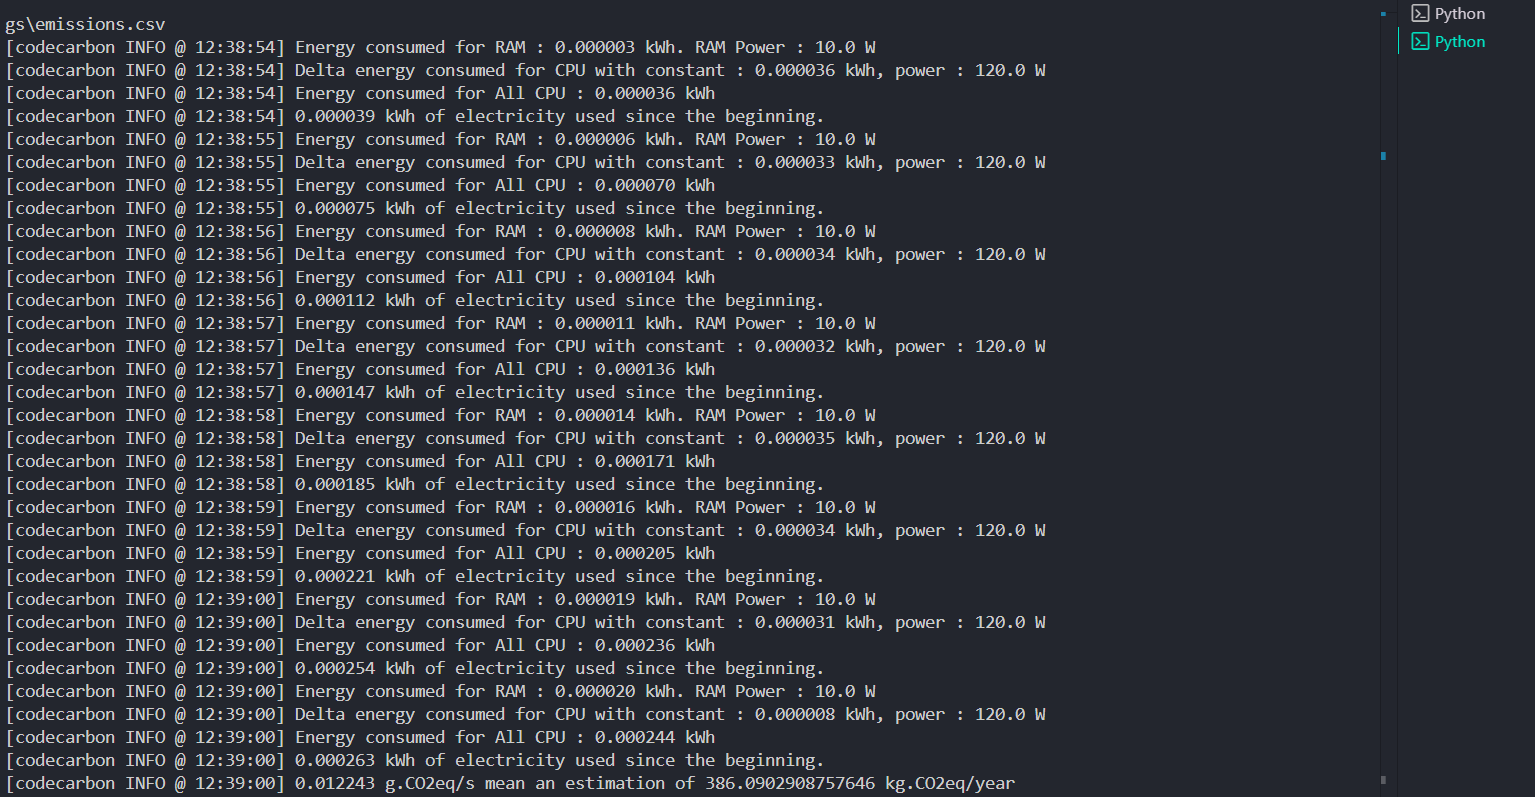 gs\emissions.csv
[codecarbon INFO @ 12:38:54] Energy consumed for RAM : 0.000003 kWh. RAM Power : 10.0 W
[codecarbon INFO @ 12:38:54] Delta energy consumed for CPU with constant : 0.000036 kWh, power : 120.0 W
[codecarbon INFO @ 12:38:54] Energy consumed for All CPU : 0.000036 kWh
[codecarbon INFO @ 12:38:54] 0.000039 kWh of electricity used since the beginning.
[codecarbon INFO @ 12:38:55] Energy consumed for RAM : 0.000006 kWh. RAM Power : 10.0 W
[codecarbon INFO @ 12:38:55] Delta energy consumed for CPU with constant : 0.000033 kWh, power : 120.0 W
[codecarbon INFO @ 12:38:55] Energy consumed for All CPU : 0.000070 kWh
[codecarbon INFO @ 12:38:55] 0.000075 kWh of electricity used since the beginning.
[codecarbon INFO @ 12:38:56] Energy consumed for RAM : 0.000008 kWh. RAM Power : 10.0 W
[codecarbon INFO @ 12:38:56] Delta energy consumed for CPU with constant : 0.000034 kWh, power : 120.0 W
[codecarbon INFO @ 12:38:56] Energy consumed for All CPU : 0.000104 kWh
[codecarbon INFO @ 12:38:56] 0.000112 kWh of electricity used since the beginning.
[codecarbon INFO @ 12:38:57] Energy consumed for RAM : 0.000011 kWh. RAM Power : 10.0 W
[codecarbon INFO @ 12:38:57] Delta energy consumed for CPU with constant : 0.000032 kWh, power : 120.0 W
[codecarbon INFO @ 12:38:57] Energy consumed for All CPU : 0.000136 kWh
[codecarbon INFO @ 12:38:57] 0.000147 kWh of electricity used since the beginning.
[codecarbon INFO @ 12:38:58] Energy consumed for RAM : 0.000014 kWh. RAM Power : 10.0 W
[codecarbon INFO @ 12:38:58] Delta energy consumed for CPU with constant : 0.000035 kWh, power : 120.0 W
[codecarbon INFO @ 12:38:58] Energy consumed for All CPU : 0.000171 kWh
[codecarbon INFO @ 12:38:58] 0.000185 kWh of electricity used since the beginning.
[codecarbon INFO @ 12:38:59] Energy consumed for RAM : 0.000016 kWh. RAM Power : 10.0 W
[codecarbon INFO @ 12:38:59] Delta energy consumed for CPU with constant : 0.000034 kWh, power : 120.0 W
[codecarbon INFO @ 12:38:59] Energy consumed for All CPU : 0.000205 kWh
[codecarbon INFO @ 12:38:59] 0.000221 kWh of electricity used since the beginning.
[codecarbon INFO @ 12:39:00] Energy consumed for RAM : 0.000019 kWh. RAM Power : 10.0 W
[codecarbon INFO @ 12:39:00] Delta energy consumed for CPU with constant : 0.000031 kWh, power : 120.0 W
[codecarbon INFO @ 12:39:00] Energy consumed for All CPU : 0.000236 kWh
[codecarbon INFO @ 12:39:00] 0.000254 kWh of electricity used since the beginning.
[codecarbon INFO @ 12:39:00] Energy consumed for RAM : 0.000020 kWh. RAM Power : 10.0 W
[codecarbon INFO @ 12:39:00] Delta energy consumed for CPU with constant : 0.000008 kWh, power : 120.0 W
[codecarbon INFO @ 12:39:00] Energy consumed for All CPU : 0.000244 kWh
[codecarbon INFO @ 12:39:00] 0.000263 kWh of electricity used since the beginning.
[codecarbon INFO @ 12:39:00] 0.012243 g.CO2eq/s mean an estimation of 386.0902908757646 kg.CO2eq/year
Python
Python